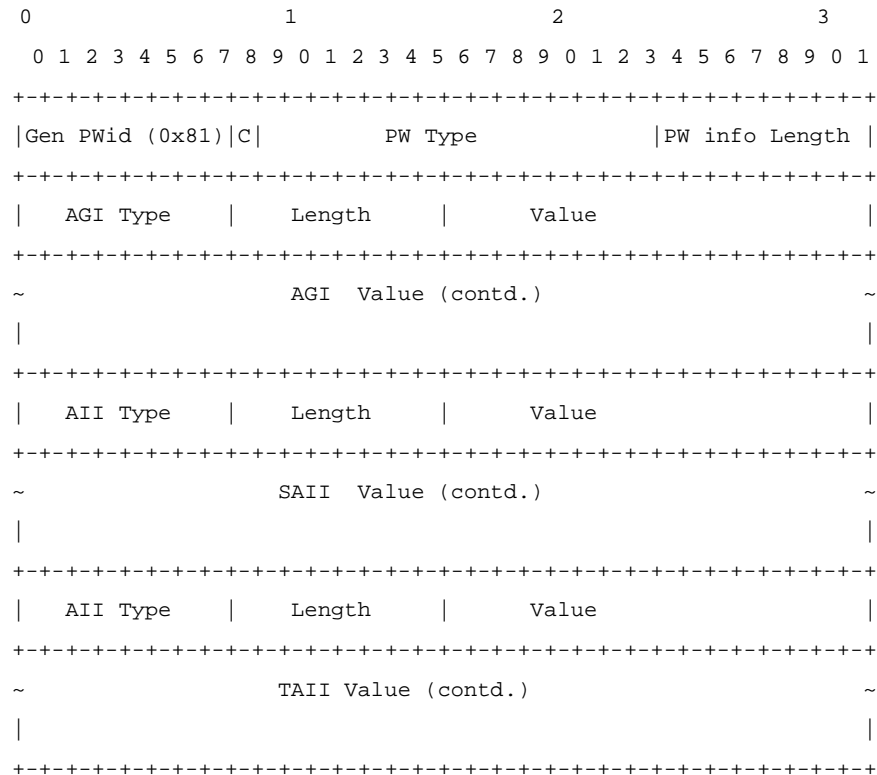 0                   1                   2                   3
 0 1 2 3 4 5 6 7 8 9 0 1 2 3 4 5 6 7 8 9 0 1 2 3 4 5 6 7 8 9 0 1
+-+-+-+-+-+-+-+-+-+-+-+-+-+-+-+-+-+-+-+-+-+-+-+-+-+-+-+-+-+-+-+-+
|Gen PWid (0x81)|C|         PW Type             |PW info Length |
+-+-+-+-+-+-+-+-+-+-+-+-+-+-+-+-+-+-+-+-+-+-+-+-+-+-+-+-+-+-+-+-+
|   AGI Type    |    Length     |      Value                    |
+-+-+-+-+-+-+-+-+-+-+-+-+-+-+-+-+-+-+-+-+-+-+-+-+-+-+-+-+-+-+-+-+
~                    AGI  Value (contd.)                        ~
|                                                               |
+-+-+-+-+-+-+-+-+-+-+-+-+-+-+-+-+-+-+-+-+-+-+-+-+-+-+-+-+-+-+-+-+
|   AII Type    |    Length     |      Value                    |
+-+-+-+-+-+-+-+-+-+-+-+-+-+-+-+-+-+-+-+-+-+-+-+-+-+-+-+-+-+-+-+-+
~                   SAII  Value (contd.)                        ~
|                                                               |
+-+-+-+-+-+-+-+-+-+-+-+-+-+-+-+-+-+-+-+-+-+-+-+-+-+-+-+-+-+-+-+-+
|   AII Type    |    Length     |      Value                    |
+-+-+-+-+-+-+-+-+-+-+-+-+-+-+-+-+-+-+-+-+-+-+-+-+-+-+-+-+-+-+-+-+
~                   TAII Value (contd.)                         ~
|                                                               |
+-+-+-+-+-+-+-+-+-+-+-+-+-+-+-+-+-+-+-+-+-+-+-+-+-+-+-+-+-+-+-+-+